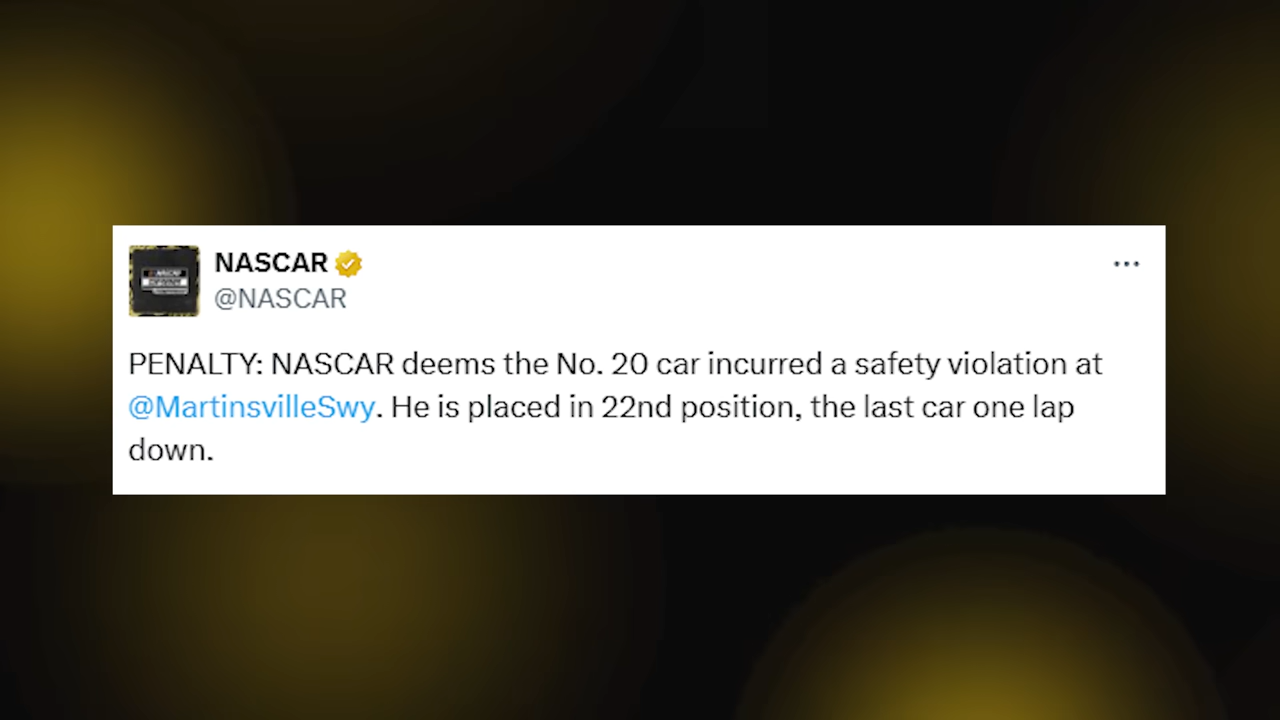 NASCAR
@NASCAR
PENALTY: NASCAR deems the No. 20 car incurred a safety violation at
@MartinsvilleSwy. He is placed in 22nd position, the last car one lap
down.